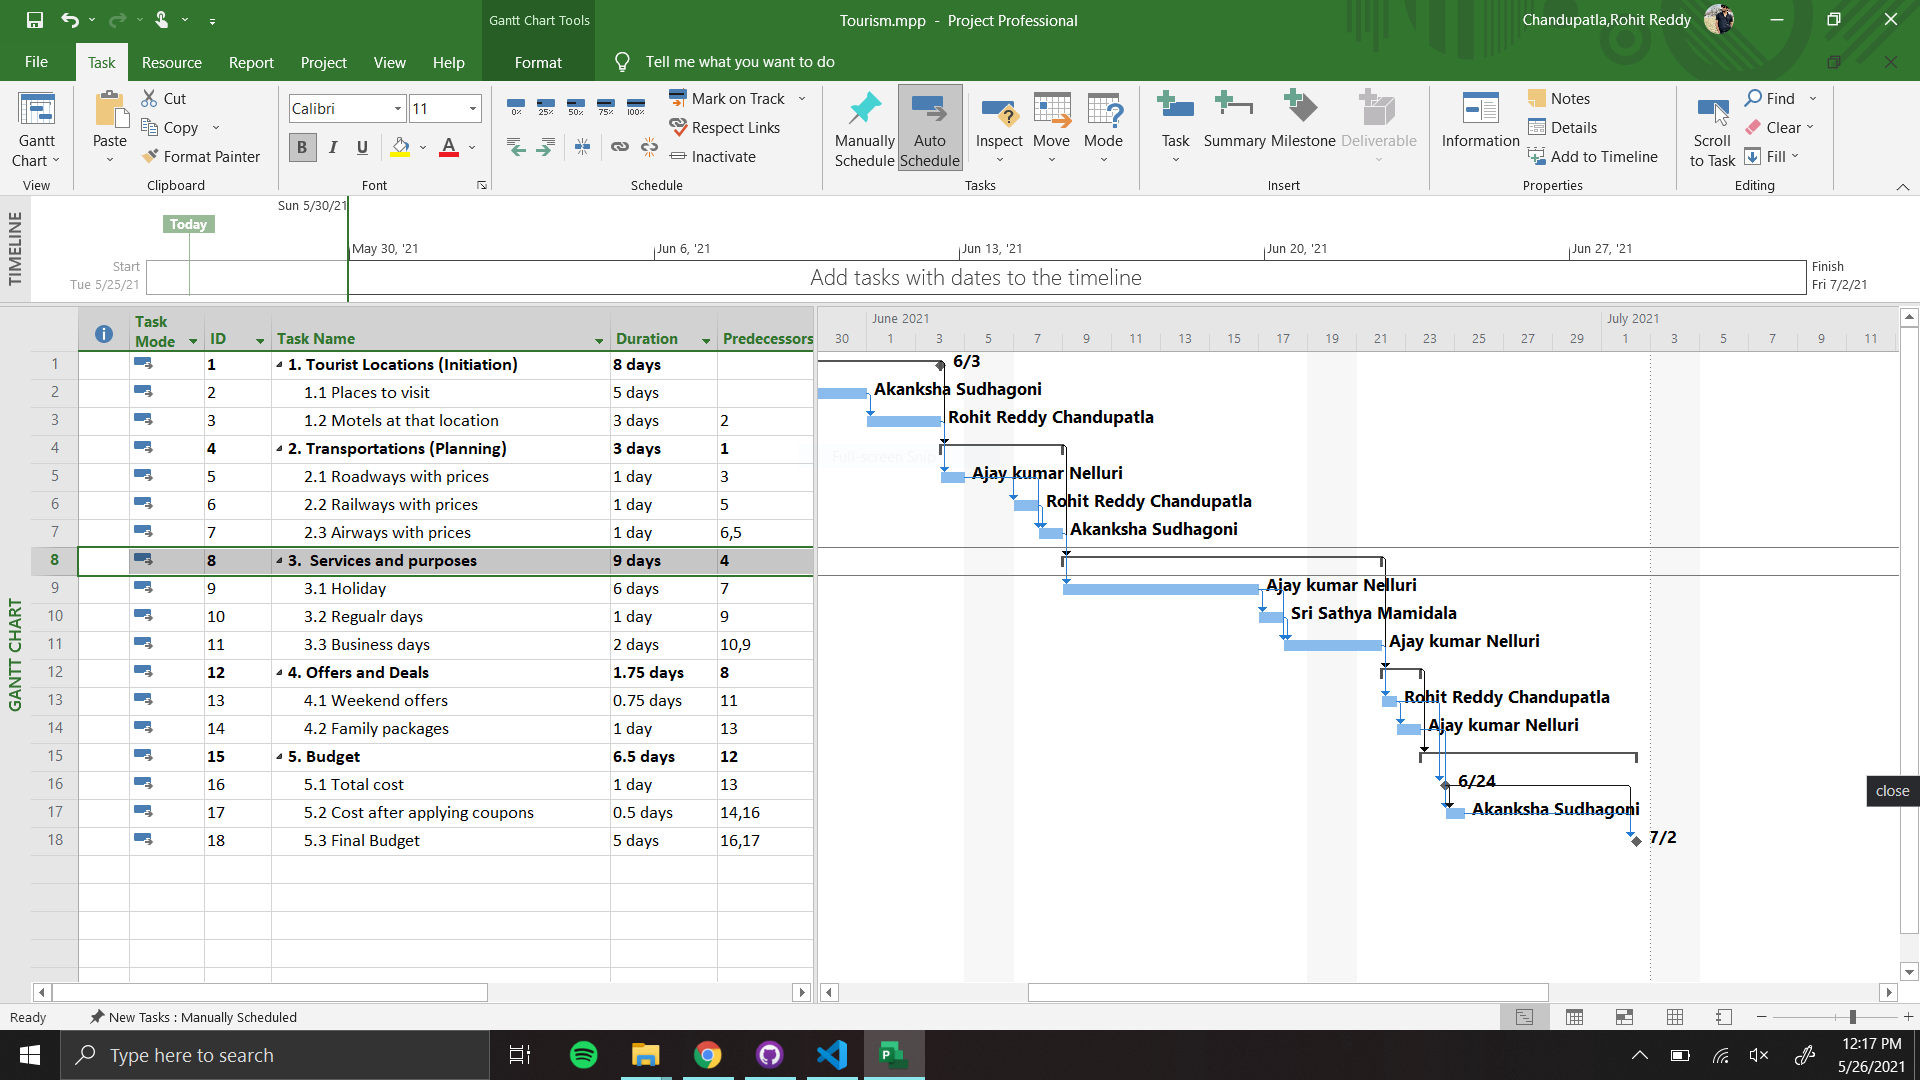 Gantt Chart Tools
Tourism.mpp - Project Professional
Chandupatla,Rohit Reddy
File Task Resource Report Project View Help Format Tell me what you want to do
Gantt Chart
View
Paste
Cut
Copy
Format Painter
Clipboard
Calibri 11
B I U A
Font
0% 25% 50% 75% 100%
Mark on Track
Respect Links
Inactivate
Schedule
Manually Schedule
Auto Schedule
Inspect
Move
Mode
Tasks
Task
Summary
Milestone
Deliverable
Insert
Information
Notes
Details
Add to Timeline
Properties
Scroll to Task
Find
Clear
Fill
Editing
TIMELINE
Sun 5/30/21
Today
May 30, '21 Jun 6, '21 Jun 13, '21 Jun 20, '21 Jun 27, '21
Start
Tue 5/25/21
Add tasks with dates to the timeline
Finish
Fri 7/2/21
GANTT CHART
Task Mode ID Task Name Duration Predecessors
June 2021 July 2021
30 1 3 5 7 9 11 13 15 17 19 21 23 25 27 29 1 3 5 7 9 11
1 1 1. Tourist Locations (Initiation) 8 days 6/3
2 2 1.1 Places to visit 5 days Akanksha Sudhagoni
3 3 1.2 Motels at that location 3 days 2 Rohit Reddy Chandupatla
4 4 2. Transportations (Planning) 3 days 1
Full-screen Snip
5 5 2.1 Roadways with prices 1 day 3 Ajay kumar Nelluri
6 6 2.2 Railways with prices 1 day 5 Rohit Reddy Chandupatla
7 7 2.3 Airways with prices 1 day 6,5 Akanksha Sudhagoni
8 8 3. Services and purposes 9 days 4
9 9 3.1 Holiday 6 days 7 Ajay kumar Nelluri
10 10 3.2 Regualr days 1 day 9 Sri Sathya Mamidala
11 11 3.3 Business days 2 days 10,9 Ajay kumar Nelluri
12 12 4. Offers and Deals 1.75 days 8
13 13 4.1 Weekend offers 0.75 days 11 Rohit Reddy Chandupatla
14 14 4.2 Family packages 1 day 13 Ajay kumar Nelluri
15 15 5. Budget 6.5 days 12
16 16 5.1 Total cost 1 day 13 6/24
17 17 5.2 Cost after applying coupons 0.5 days 14,16 Akanksha Sudhagoni
18 18 5.3 Final Budget 5 days 16,17 7/2
close
Ready New Tasks : Manually Scheduled
Type here to search
12:17 PM
5/26/2021